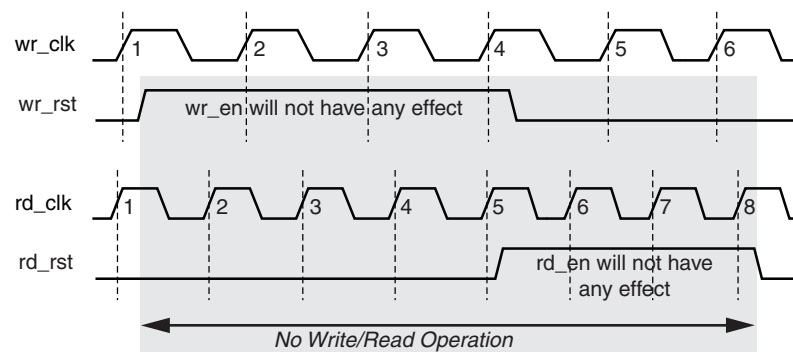 wr_clk 1 2 3 4 5 6
wr_rst wr_en will not have any effect
rd_clk 1 2 3 4 5 6 7 8
rd_rst rd_en will not have
any effect
No Write/Read Operation